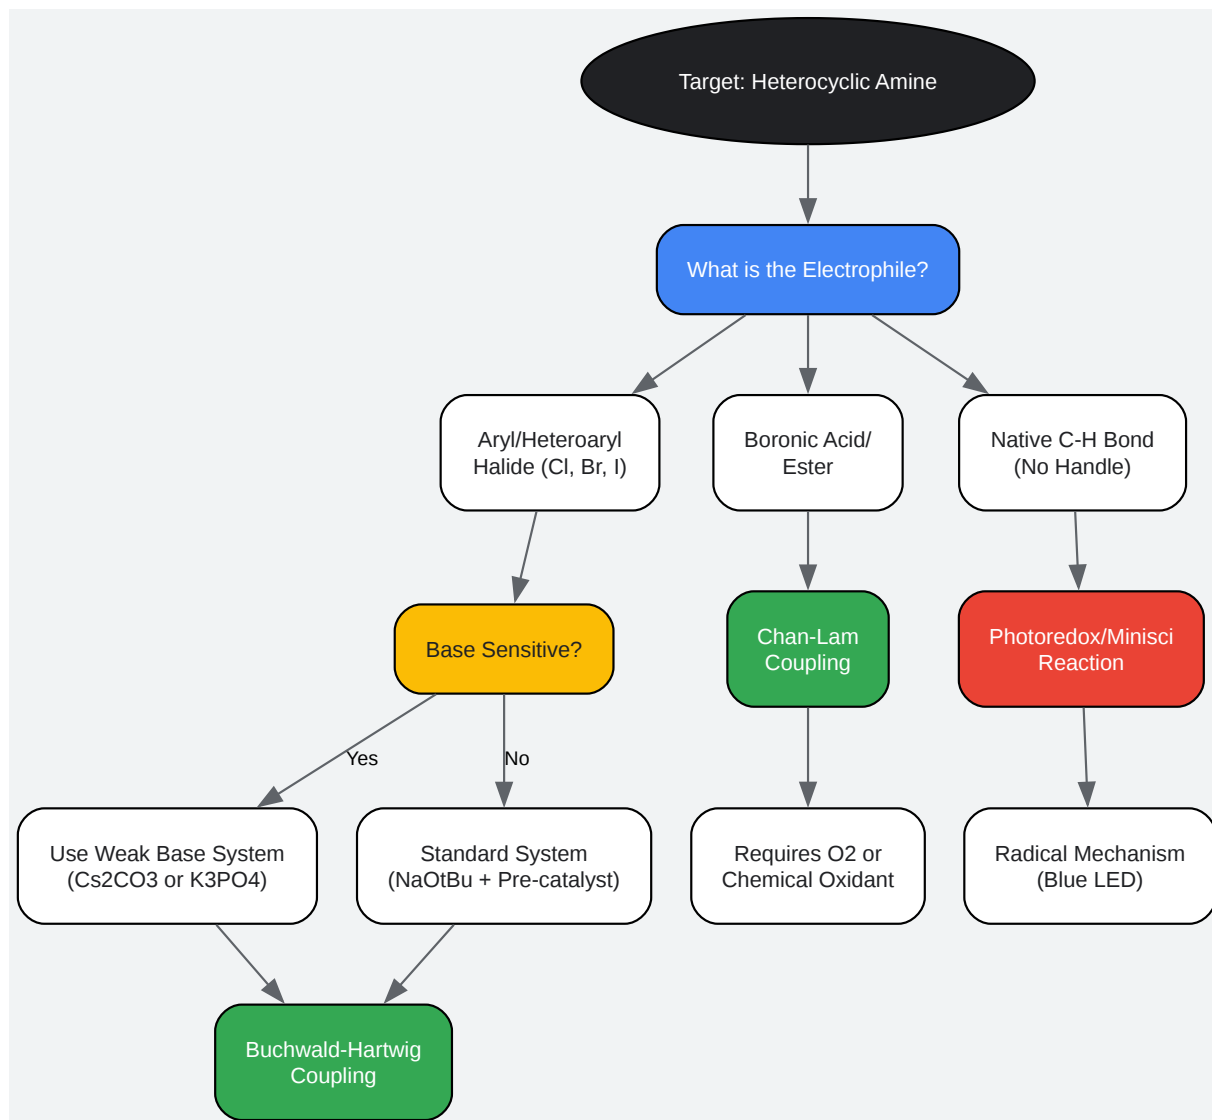 Target: Heterocyclic Amine
What is the Electrophile?
Aryl/Heteroaryl
Halide (Cl, Br, I)
Boronic Acid/
Ester
Native C-H Bond
(No Handle)
Base Sensitive?
Chan-Lam
Coupling
Photoredox/Minisci
Reaction
Yes
No
Use Weak Base System
(Cs2CO3 or K3PO4)
Standard System
(NaOtBu + Pre-catalyst)
Requires O2 or
Chemical Oxidant
Radical Mechanism
(Blue LED)
Buchwald-Hartwig
Coupling